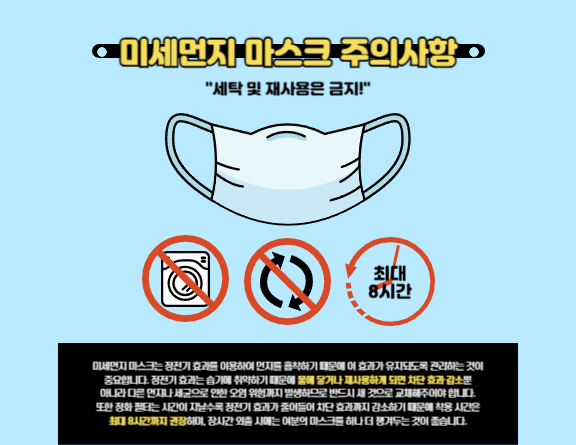 미세먼지 마스크 주의사항
"세탁 및 재사용은 금지!"
최대
8시간
미세먼지 마스크는 정전기 효과를 이용하여 먼지를 흡착하기 때문에 이 효과가 유지되도록 관리하는 것이
중요합니다. 정전기 효과는 습기에 취약하기 때문에 물에 닿거나 재사용하게 되면 차단 효과 감소뿐
아니라 다른 먼지나 세균으로 인한 오염 위험까지 발생하므로 반드시 새 것으로 교체해주어야 합니다.
또한 정화 필터는 시간이 지날수록 정전기 효과가 줄어들어 차단 효과까지 감소하기 때문에 착용 시간은
최대 8시간까지 권장하며, 장시간 외출 시에는 여분의 마스크를 하나 더 챙겨두는 것이 좋습니다.